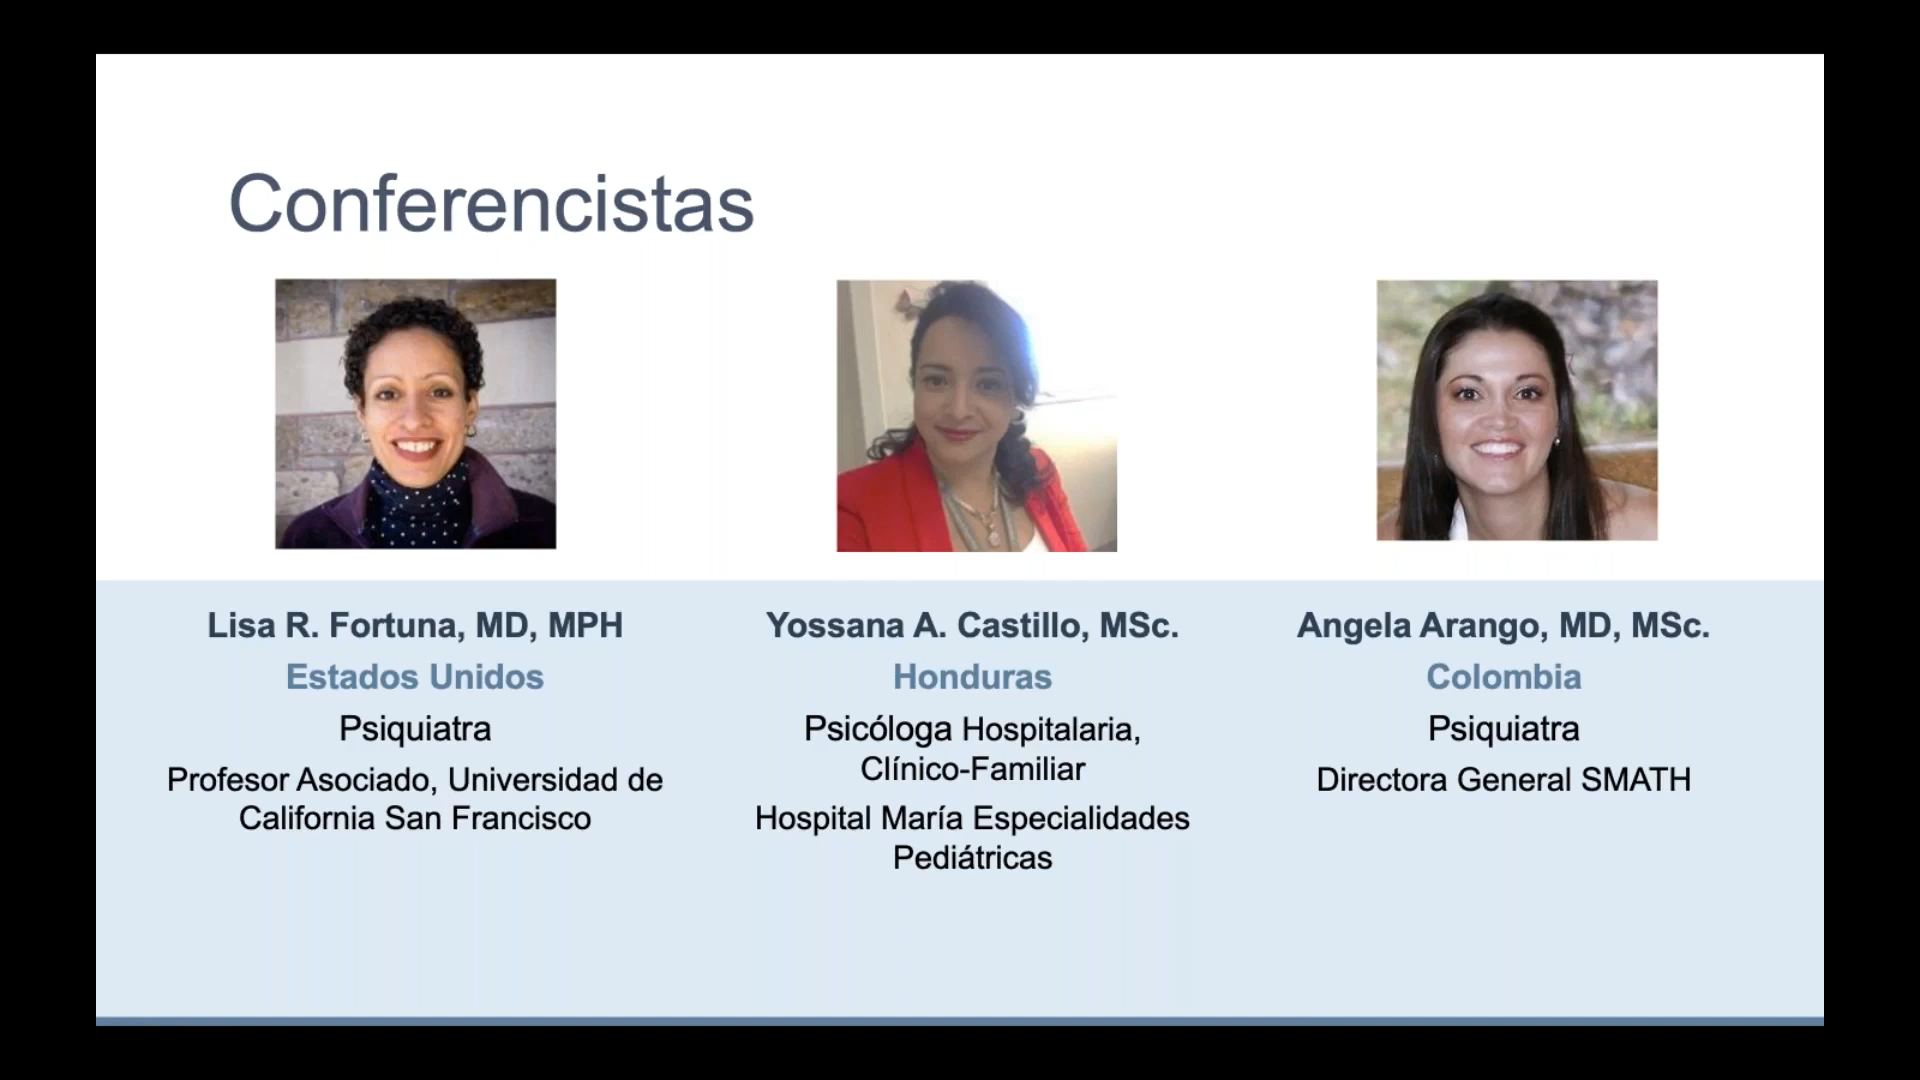 Conferencistas
Lisa R. Fortuna, MD, MPH
Estados Unidos
Psiquiatra
Profesor Asociado, Universidad de
California San Francisco
Yossana A. Castillo, MSc.
Honduras
Psicóloga Hospitalaria,
Clínico-Familiar
Hospital María Especialidades
Pediátricas
Angela Arango, MD, MSc.
Colombia
Psiquiatra
Directora General SMATH